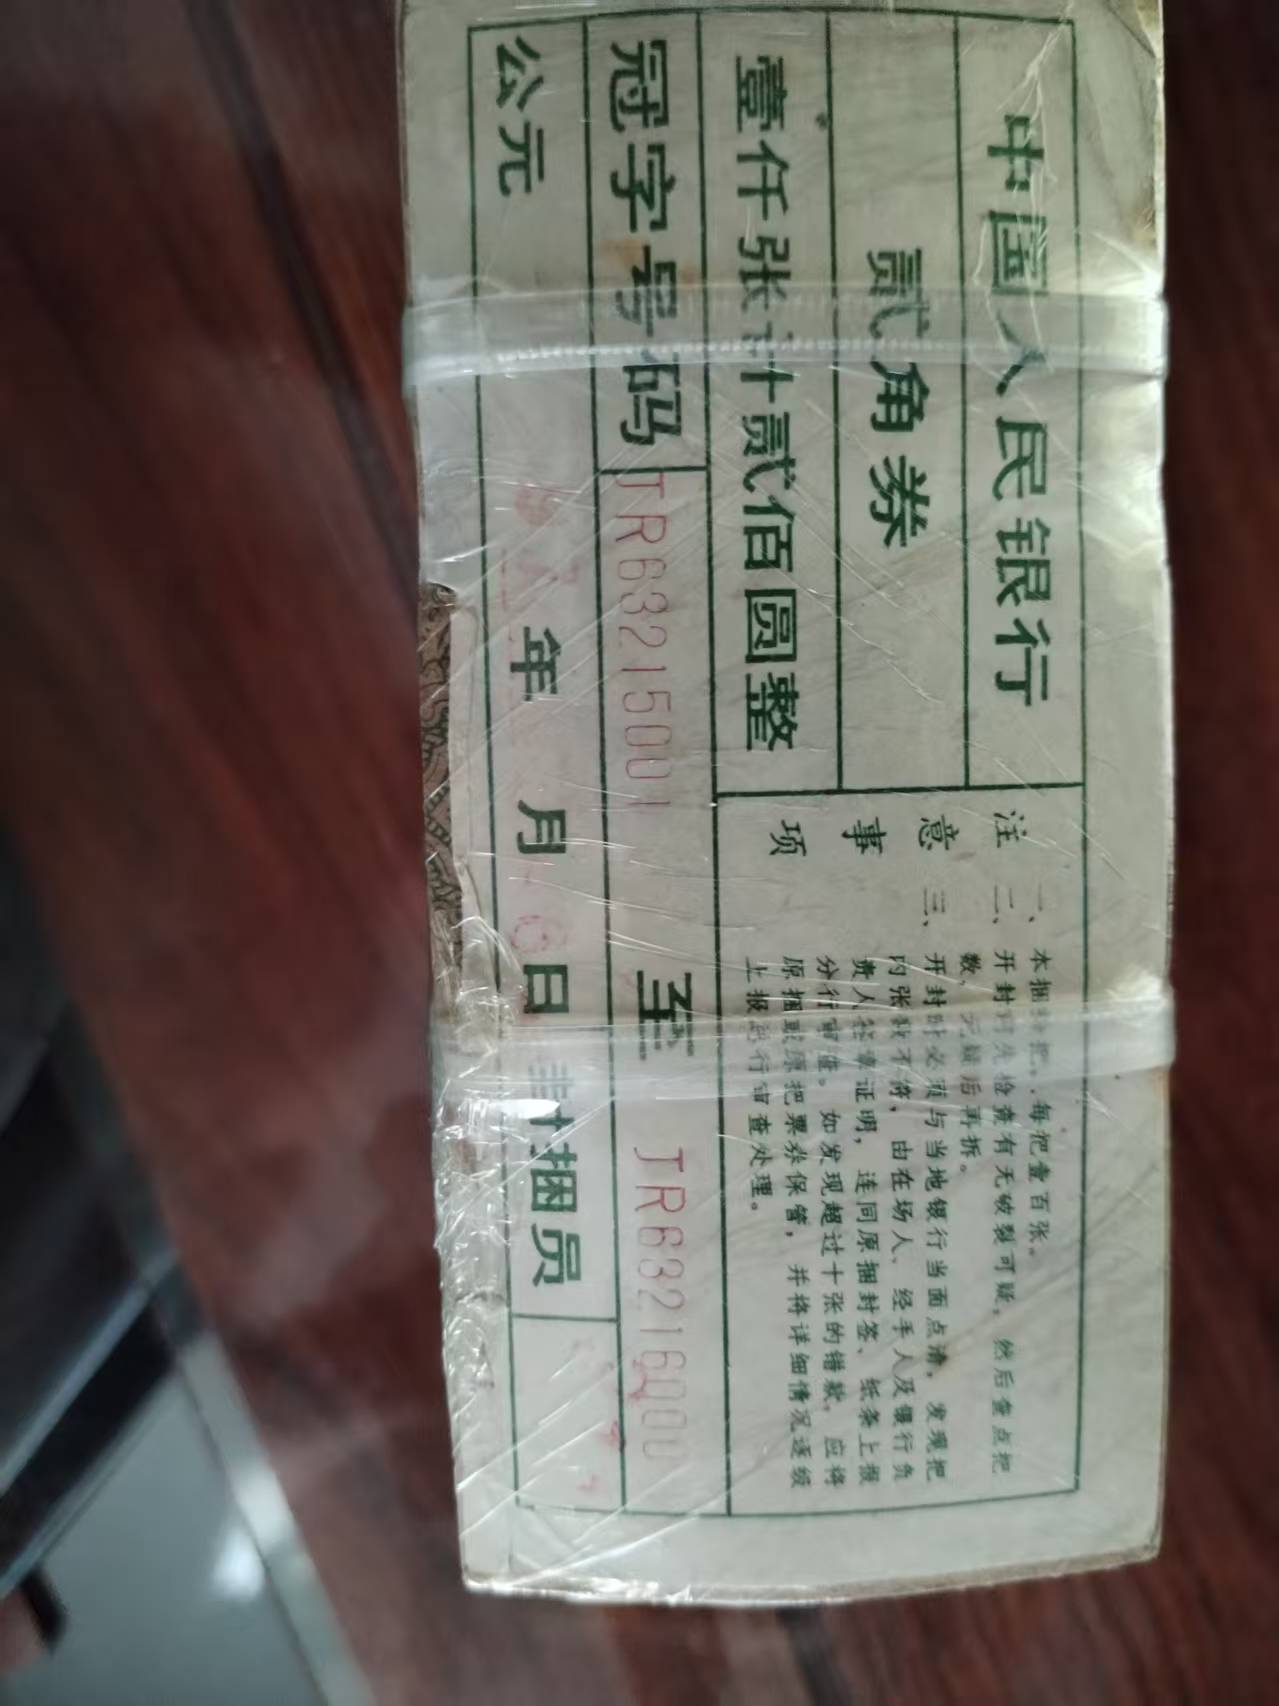 中国人民银行
贰角券
壹仟张计贰佰圆整
注意事项
一、本捆拾把。每把壹百张。
二、开封时先检查有无破裂可疑，然后查点把
数，无疑后再拆。
三、开封时必须与当地银行当面点清，发现把
内张数不符，由在场人、经手人及银行负
责人签章证明，连同原捆封签、纸条上报
分行审查。如发现超过十张的错款，应将
原捆或原把票券保管，并将详细情况逐级
上报总行审查处理。
冠字号码 JR63215001 至 JR63216000
公元 年 月 6日 封捆员